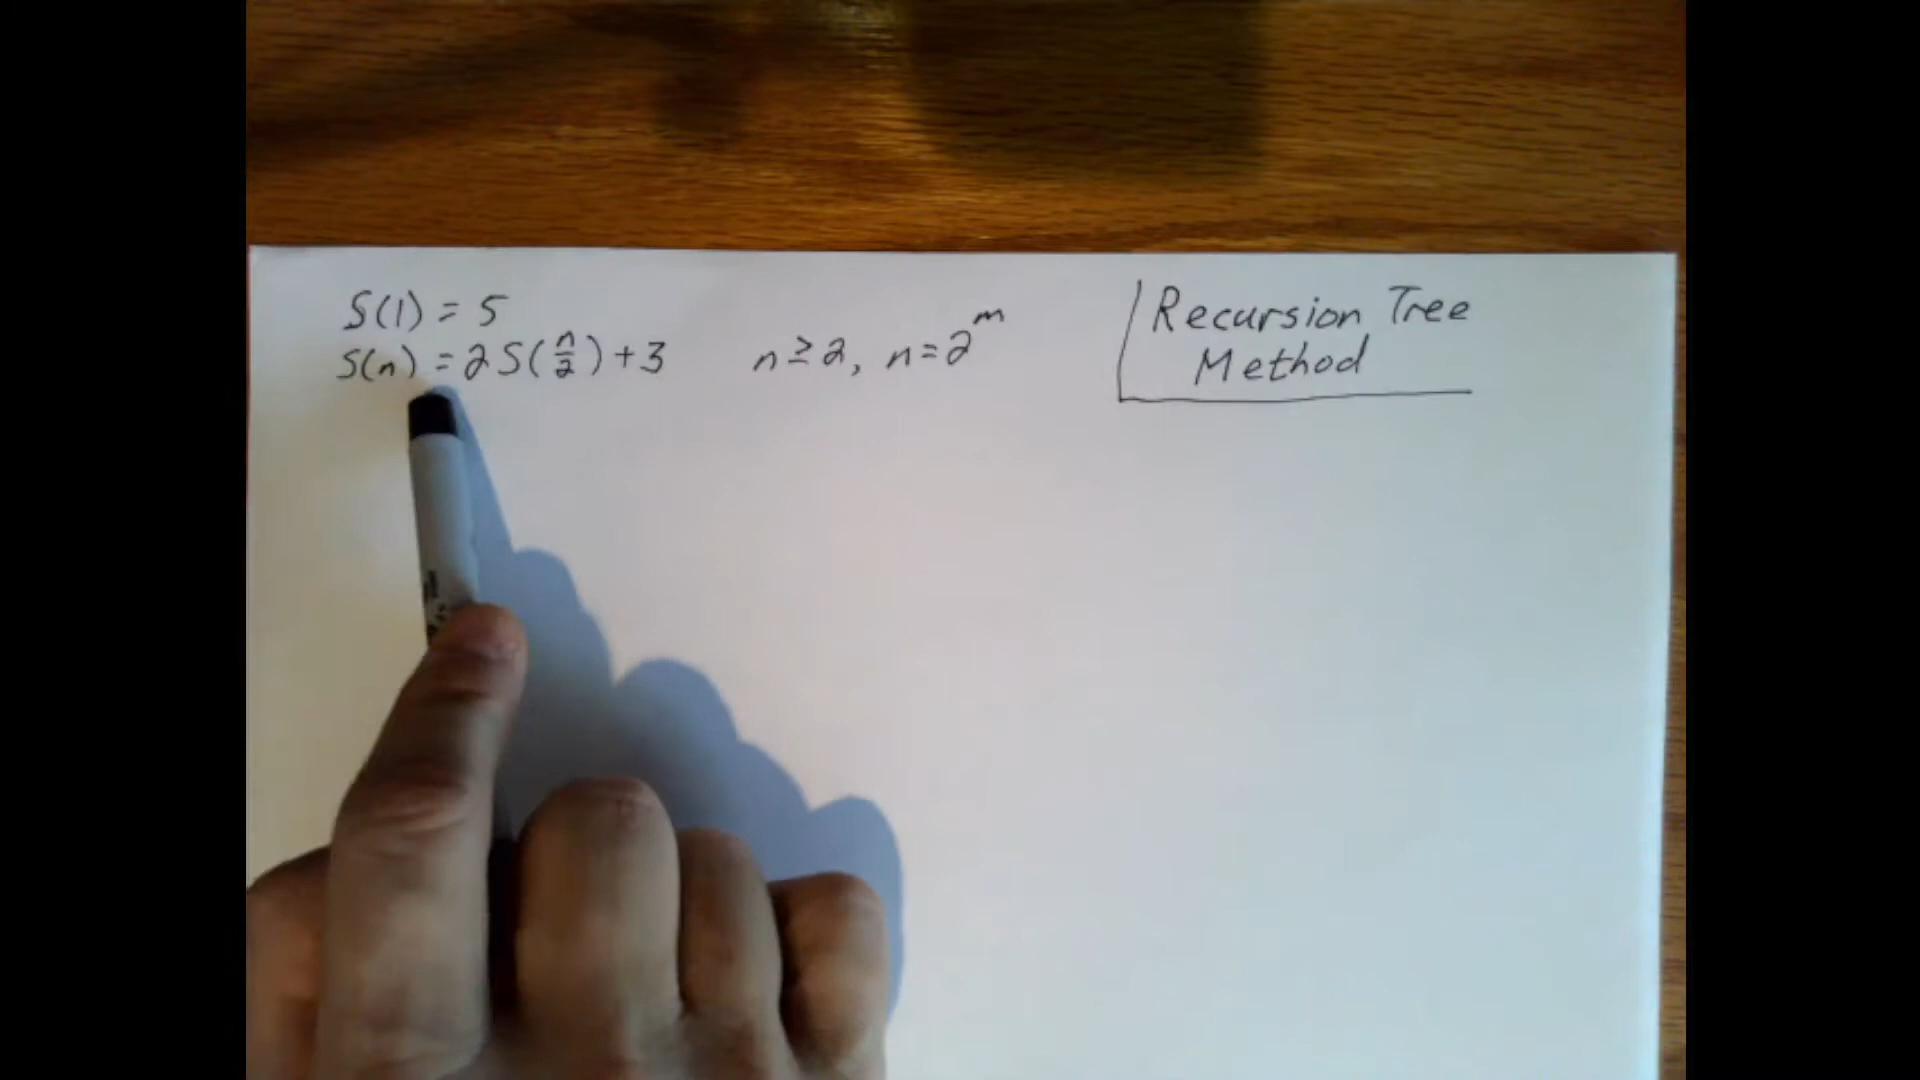 S(1) = 5
S(n) = 2S(n/2) + 3    n ≥ 2, n = 2^m
Recursion Tree
Method